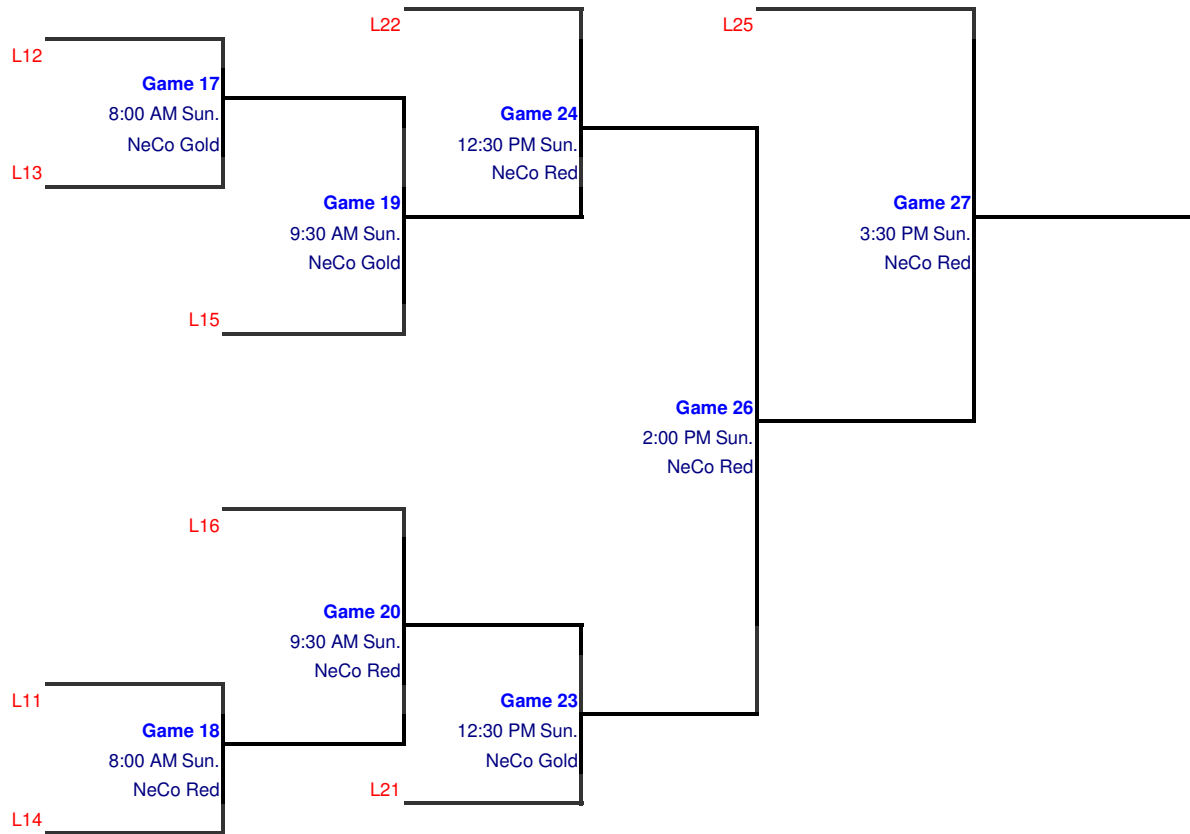 L22
L25
L12
Game 17
8:00 AM Sun.
NeCo Gold
L13
Game 24
12:30 PM Sun.
NeCo Red
Game 19
9:30 AM Sun.
NeCo Gold
Game 27
3:30 PM Sun.
NeCo Red
L15
Game 26
2:00 PM Sun.
NeCo Red
L16
Game 20
9:30 AM Sun.
NeCo Red
L11
Game 18
8:00 AM Sun.
NeCo Red
L14
Game 23
12:30 PM Sun.
NeCo Gold
L21